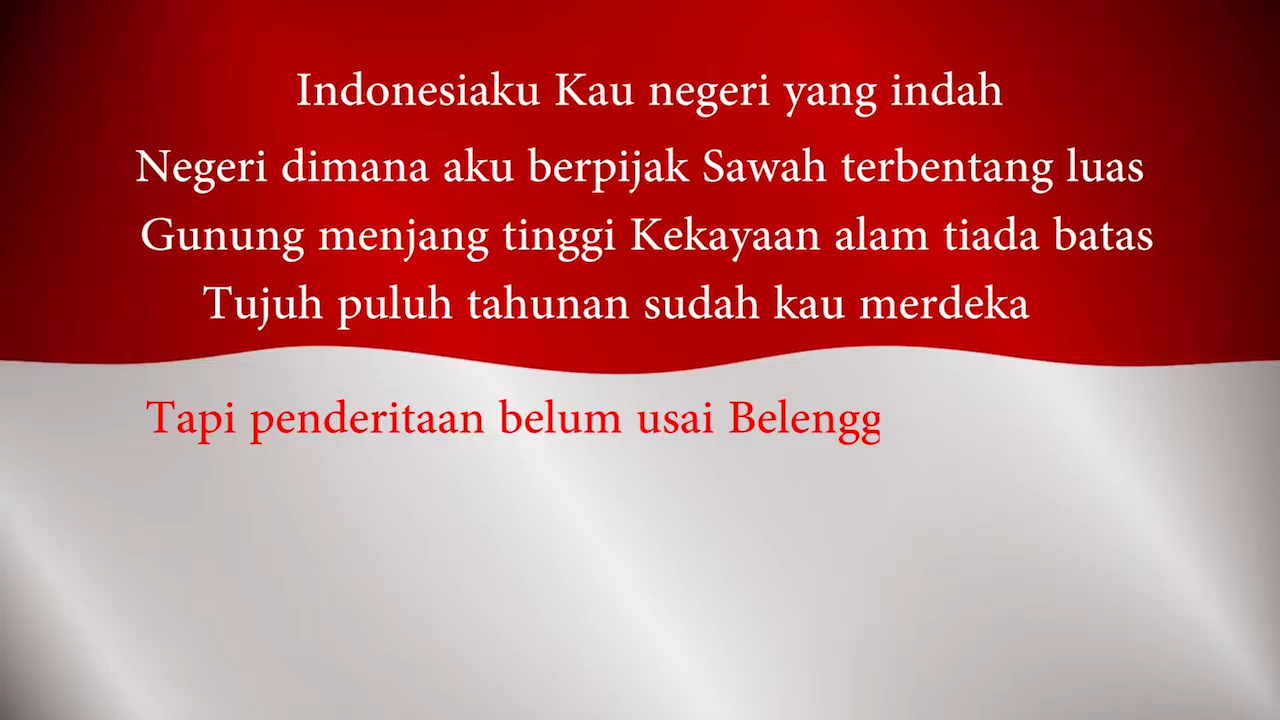 Indonesiaku Kau negeri yang indah
Negeri dimana aku berpijak Sawah terbentang luas
Gunung menjang tinggi Kekayaan alam tiada batas
Tujuh puluh tahunan sudah kau merdeka
Tapi penderitaan belum usai Belengg